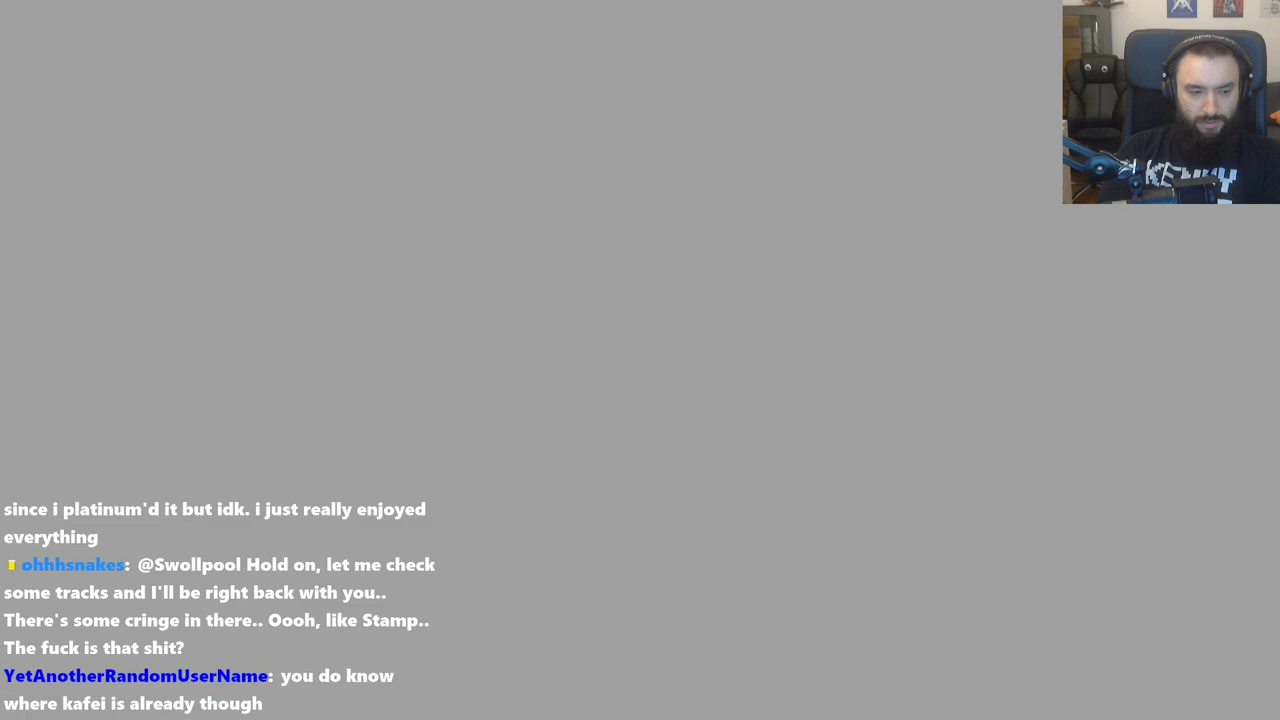 since i platinum'd it but idk. i just really enjoyed
everything
ohhhsnakes: @Swollpool Hold on, let me check
some tracks and I'll be right back with you..
There's some cringe in there.. Oooh, like Stamp..
The fuck is that shit?
YetAnotherRandomUserName: you do know
where kafei is already though